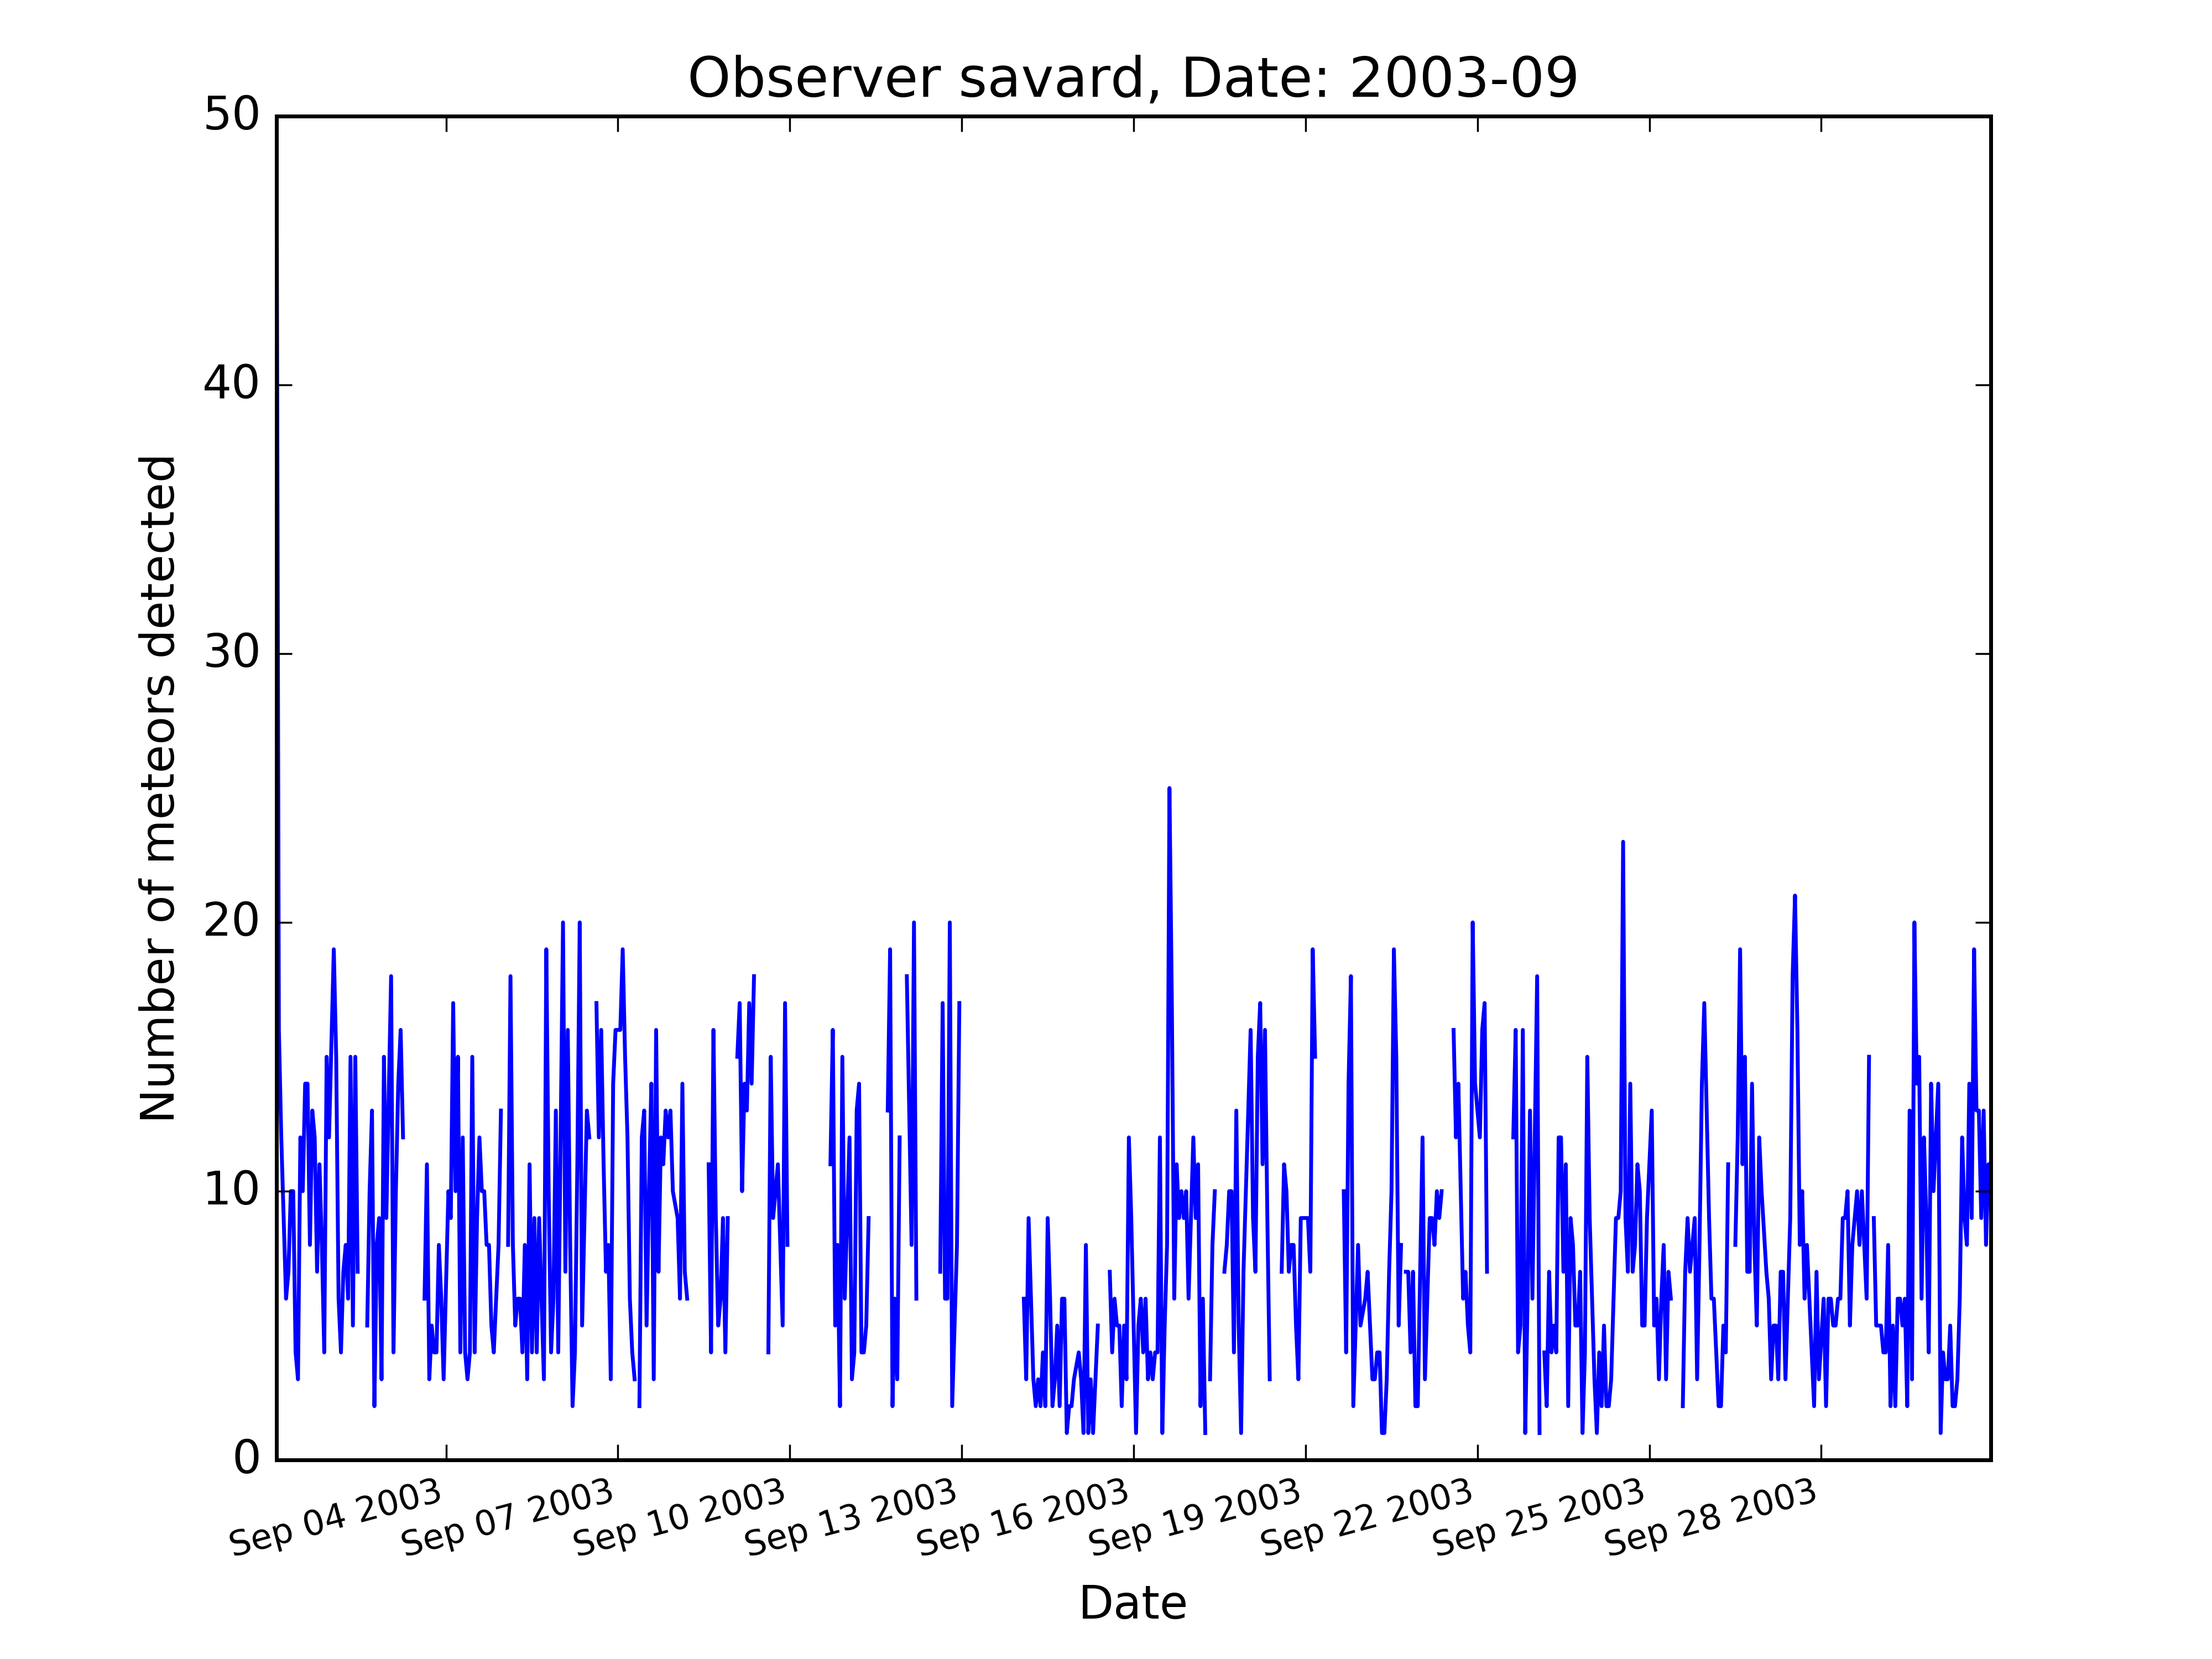 Observer savard, Date: 2003-09
50
40
30
20
10
0
Number of meteors detected
Sep 04 2003
Sep 07 2003
Sep 10 2003
Sep 13 2003
Sep 16 2003
Sep 19 2003
Sep 22 2003
Sep 25 2003
Sep 28 2003
Date